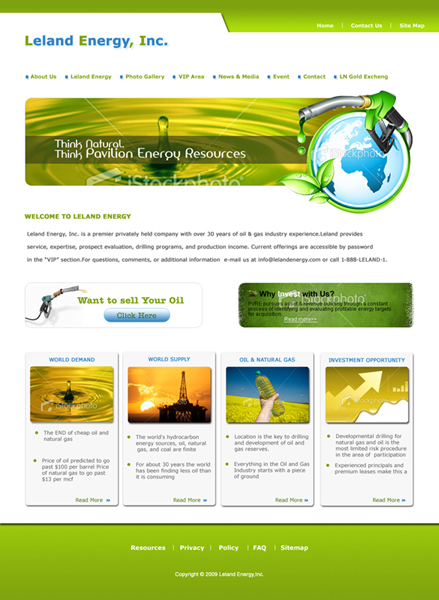 Home | Contact Us | Site Map
Leland Energy, Inc.
About Us Leland Energy Photo Gallery VIP Area News & Media Event Contact LN Gold Excheng
iStockphoto
Think Natural.
Think Pavilion Energy Resources
iStockphoto
WELCOME TO LELAND ENERGY
Leland Energy, Inc. is a premier privately held company with over 30 years of oil & gas industry experience.Leland provides
service, expertise, prospect evaluation, drilling programs, and production income. Current offerings are accessible by password
in the "VIP" section.For questions, comments, or additional information e-mail us at info@lelandenergy.com or call 1-888-LELAND-1.
Want to sell Your Oil
Click Here
Why Invest with Us?
PVRE pursues asset & revenue building through a constant
process of identifying and evaluating profitable energy targets
for acquisition.
Read more++
WORLD DEMAND
iStockphoto
The END of cheap oil and
natural gas
Price of oil predicted to go
past $100 per barrel Price
of natural gas to go past
$13 per mcf
Read More
WORLD SUPPLY
The world's hydrocarbon
energy sources, oil, natural
gas, and coal are finite
For about 30 years the world
has been finding less oil than
it is consuming
Read More
OIL & NATURAL GAS
iStockphoto
Location is the key to drilling
and development of oil and
gas reserves.
Everything in the Oil and Gas
Industry starts with a piece
of ground
Read More
INVESTMENT OPPORTUNITY
iStockphoto
Developmental drilling for
natural gas and oil is the
most limited risk procedure
in the area of participation
Experienced principals and
premium leases make this a
Read More
Resources | Privacy | Policy | FAQ | Sitemap
Copyright © 2009 Leland Energy,Inc.